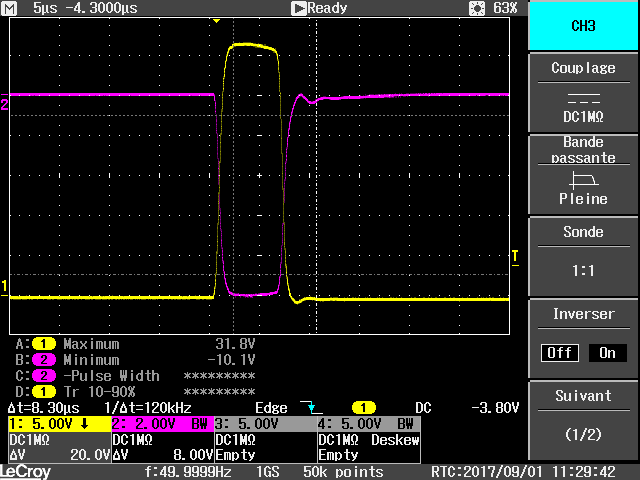 M 5µs -4.3000µs Ready 63%
CH3
Couplage
DC1MΩ
Bande
passante
Pleine
Sonde
1:1
Inverser
Off On
Suivant
(1/2)
2
1
T
A: 1 Maximum 31.8V
B: 2 Minimum -10.1V
C: 2 -Pulse Width *********
D: 1 Tr 10-90% *********
Δt=8.30µs 1/Δt=120kHz Edge 1 DC -3.80V
1: 5.00V ↓ 2: 2.00V BW 3: 5.00V 4: 5.00V BW
DC1MΩ DC1MΩ DC1MΩ DC1MΩ Deskew
ΔV 20.0V ΔV 8.00V Empty Empty
LeCroy f:49.9999Hz 1GS 50k points RTC:2017/09/01 11:29:42